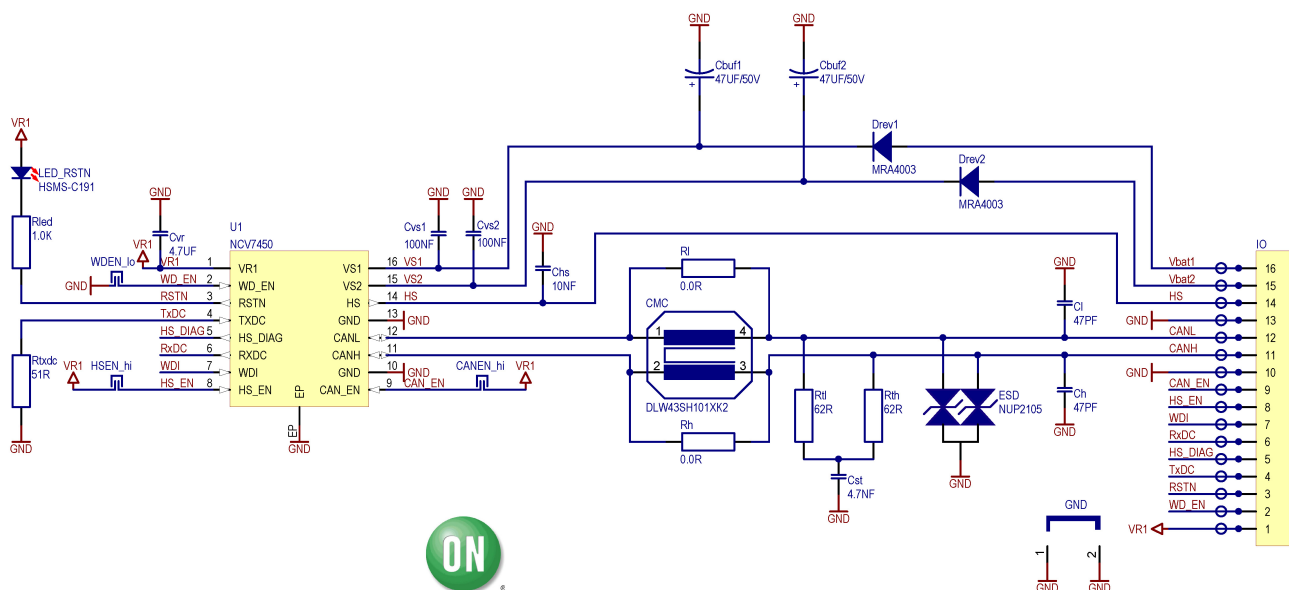 GND
GND
Cbuf1
47UF/50V
+
Cbuf2
47UF/50V
+
VR1
LED_RSTN
HSMS-C191
Rled
1.0K
GND
Cvr
4.7UF
VR1
WDEN_lo
GND
Drev1
MRA4003
Drev2
MRA4003
GND
GND
Cvs1
100NF
Cvs2
100NF
GND
Chs
10NF
U1
NCV7450
VR1 1 VR1
WD_EN 2 WD_EN
RSTN 3 RSTN
TxDC 4 TXDC
HS_DIAG 5 HS_DIAG
RxDC 6 RXDC
WDI 7 WDI
HS_EN 8 HS_EN
VS1 16 VS1
VS2 15 VS2
HS 14 HS
GND 13 GND
CANL 12
CANH 11
GND 10 GND
CAN_EN 9 CAN_EN
EP
EP
GND
Rtxdc
51R
GND
VR1
HSEN_hi
CANEN_hi
VR1
Rl
0.0R
CMC
1 4
2 3
DLW43SH101XK2
Rh
0.0R
Rtl
62R
Rth
62R
Cst
4.7NF
GND
ESD
NUP2105
GND
GND
Cl
47PF
Ch
47PF
GND
IO
Vbat1 16
Vbat2 15
HS 14
GND 13
CANL 12
CANH 11
GND 10
CAN_EN 9
HS_EN 8
WDI 7
RxDC 6
HS_DIAG 5
TxDC 4
RSTN 3
WD_EN 2
VR1 1
GND
1 2
GND GND
ON
®